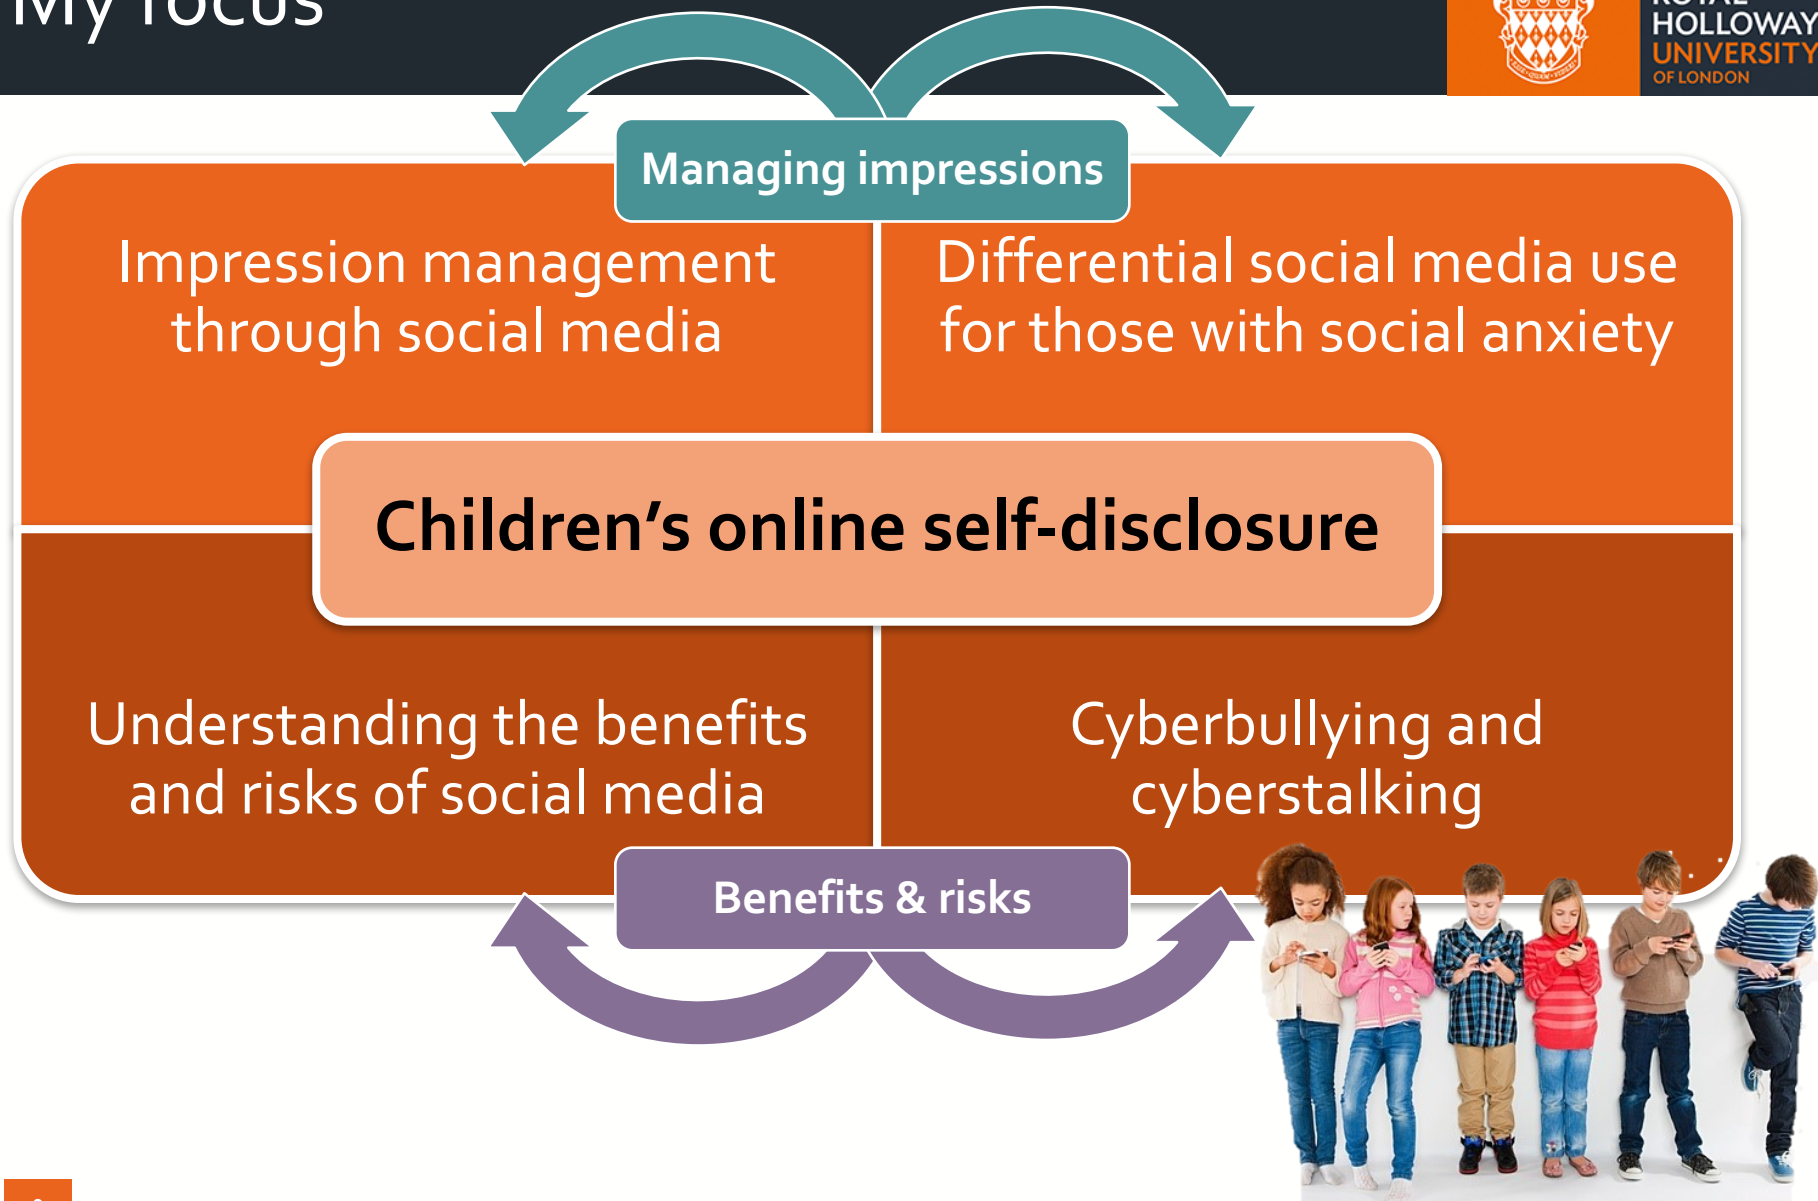 My focus
ROYAL
HOLLOWAY
UNIVERSITY
OF LONDON
Managing impressions
Impression management
through social media
Differential social media use
for those with social anxiety
Children's online self-disclosure
Understanding the benefits
and risks of social media
Cyberbullying and
cyberstalking
Benefits & risks